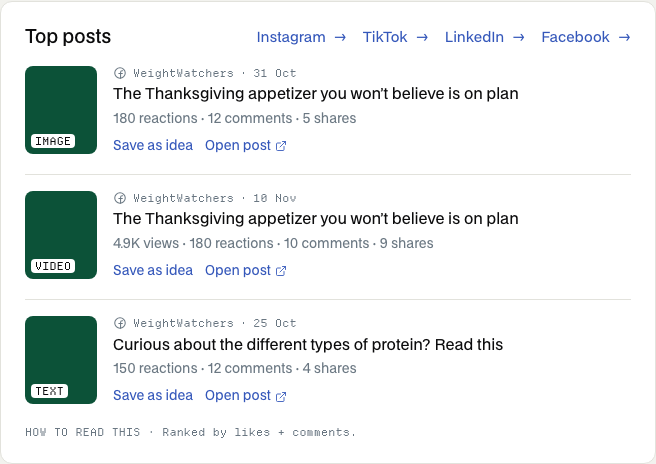 Top posts
Instagram → TikTok → LinkedIn → Facebook →
WeightWatchers · 31 Oct
The Thanksgiving appetizer you won't believe is on plan
180 reactions · 12 comments · 5 shares
IMAGE
Save as idea Open post
WeightWatchers · 10 Nov
The Thanksgiving appetizer you won't believe is on plan
4.9K views · 180 reactions · 10 comments · 9 shares
VIDEO
Save as idea Open post
WeightWatchers · 25 Oct
Curious about the different types of protein? Read this
150 reactions · 12 comments · 4 shares
TEXT
Save as idea Open post
HOW TO READ THIS · Ranked by likes + comments.